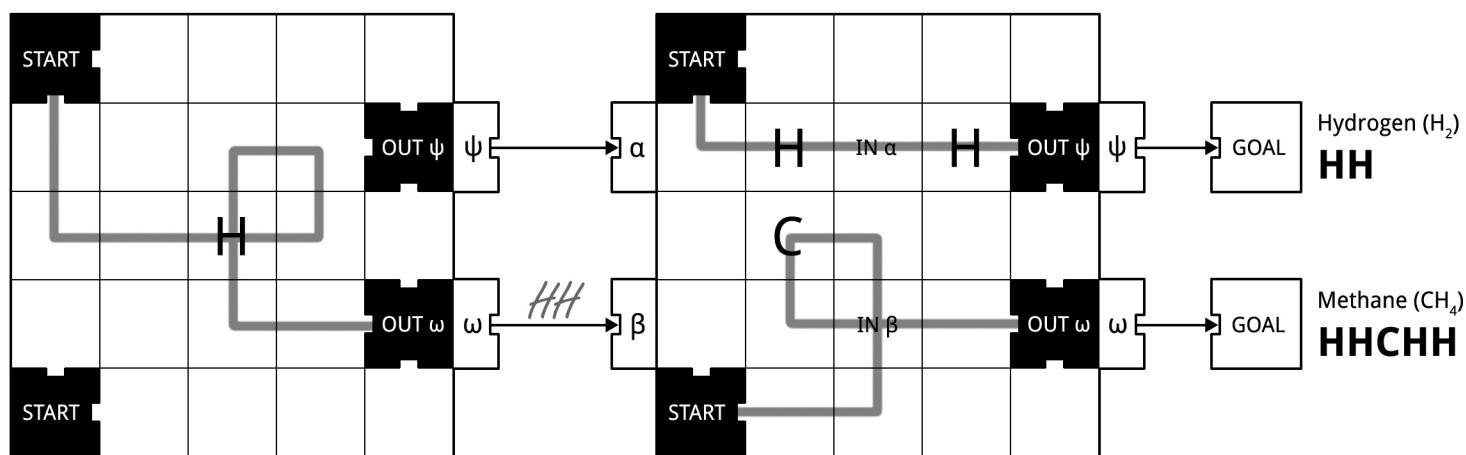 START
START
Hydrogen (H₂)
H
IN α
H
OUT ψ
ψ
α
OUT ψ
ψ
GOAL
HH
H
C
HH
Methane (CH₄)
OUT ω
ω
β
IN β
OUT ω
ω
GOAL
HHCHH
START
START